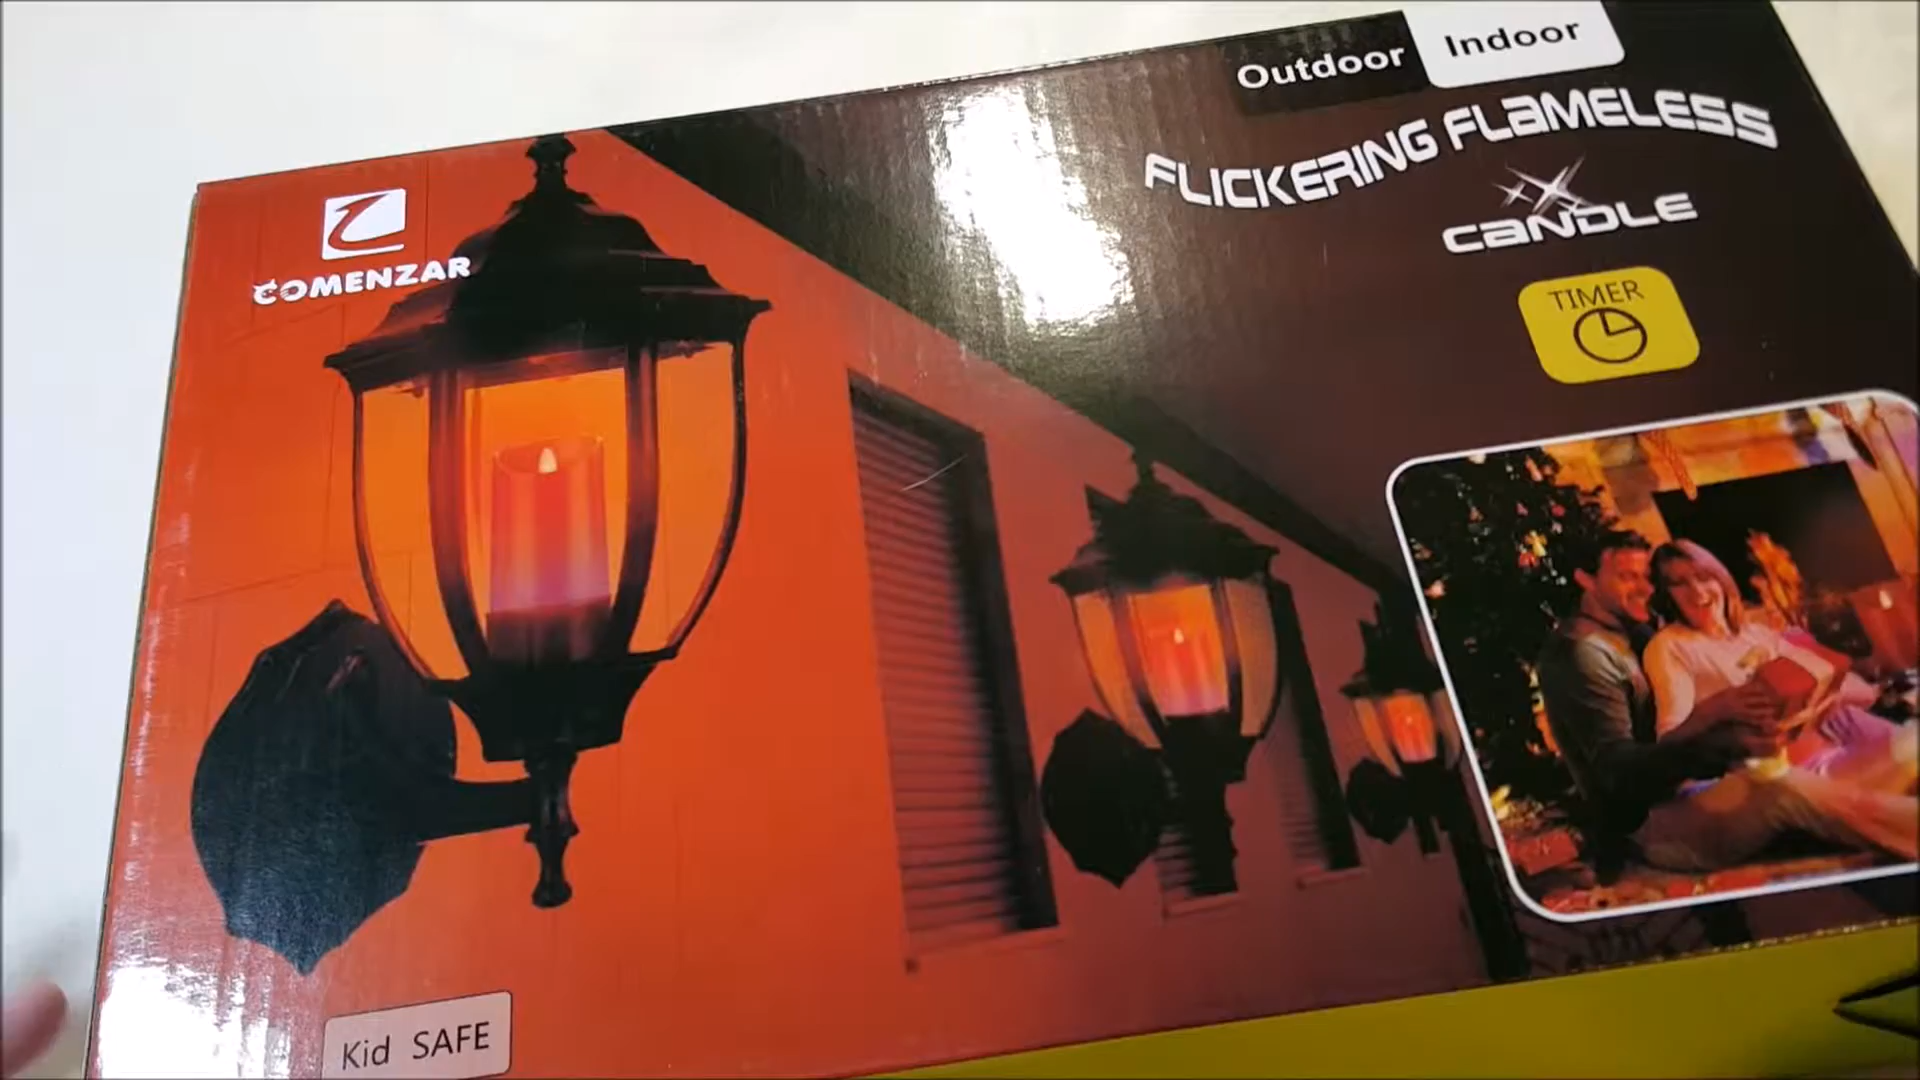 Outdoor Indoor
FLICKERING FLAMELESS
CANDLE
TIMER
COMENZAR
Kid SAFE